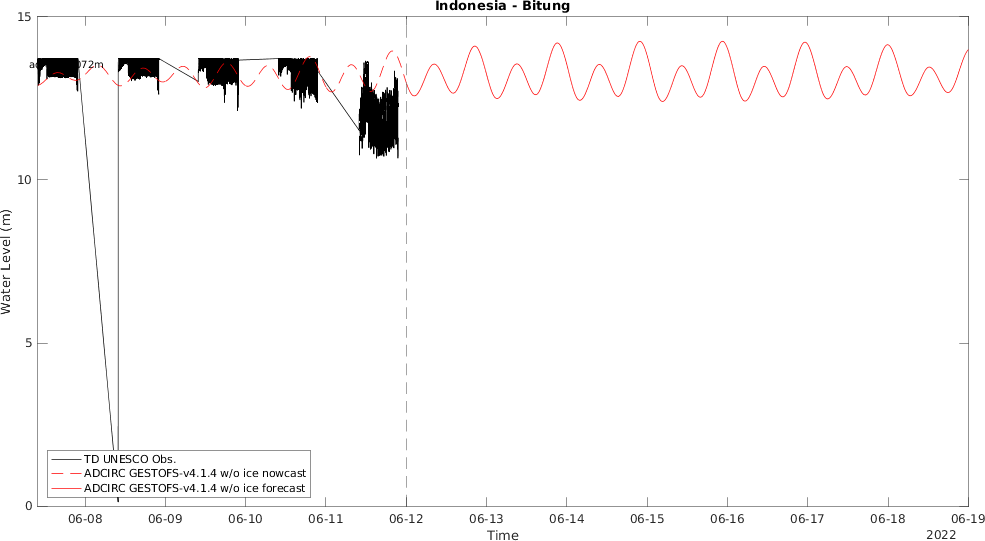 Indonesia - Bitung
15
10
5
0
Water Level (m)
TD UNESCO Obs.
ADCIRC GESTOFS-v4.1.4 w/o ice nowcast
ADCIRC GESTOFS-v4.1.4 w/o ice forecast
06-08 06-09 06-10 06-11 06-12 06-13 06-14 06-15 06-16 06-17 06-18 06-19
Time
2022